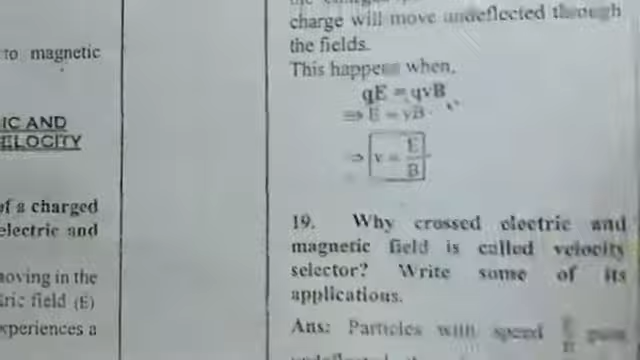 to magnetic
IC AND
ELOCITY
of a charged
electric and
moving in the
tric field (E)
xperiences a
charge will move undeflected through
the fields.
This happens when,
qE = qvB
⇒ E = vB
⇒ v = E/B
19. Why crossed electric and
magnetic field is called velocity
selector? Write some of its
applications.
Ans: Particles with speed E/B pass